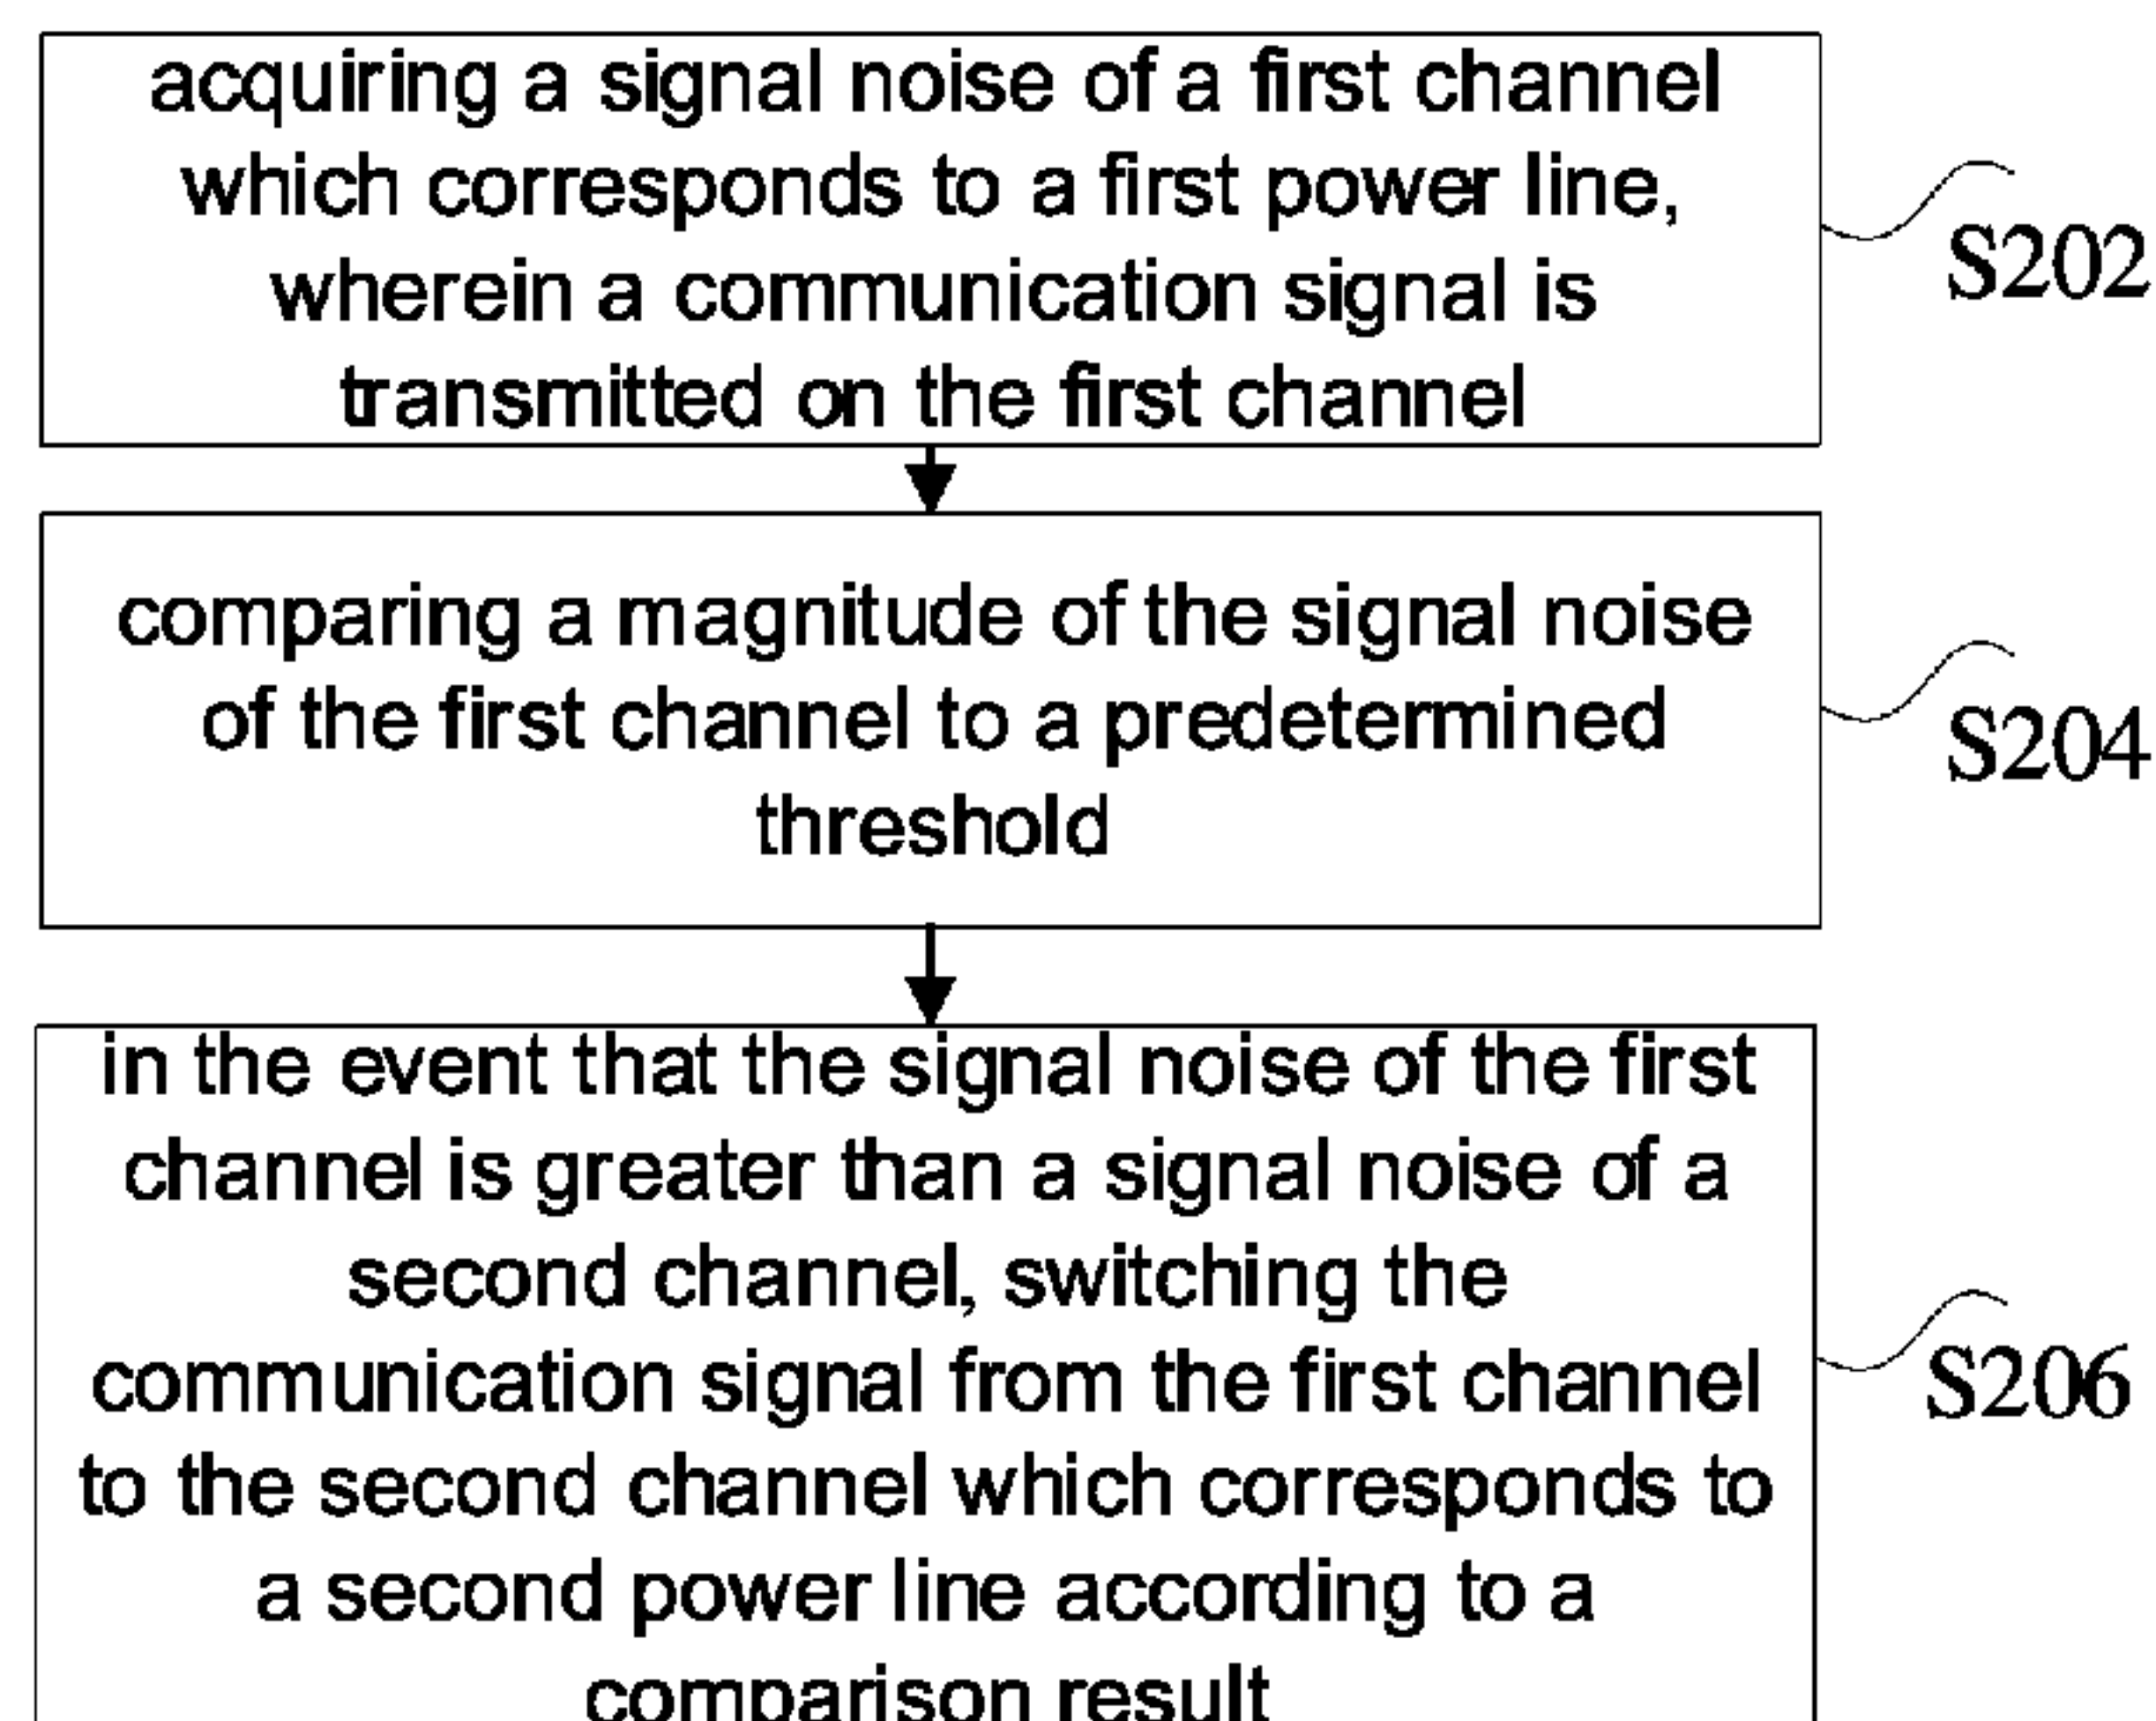 acquiring a signal noise of a first channel
which corresponds to a first power line,
wherein a communication signal is
transmitted on the first channel
S202
comparing a magnitude of the signal noise
of the first channel to a predetermined
threshold
S204
in the event that the signal noise of the first
channel is greater than a signal noise of a
second channel, switching the
communication signal from the first channel
to the second channel which corresponds to
a second power line according to a
comparison result
S206